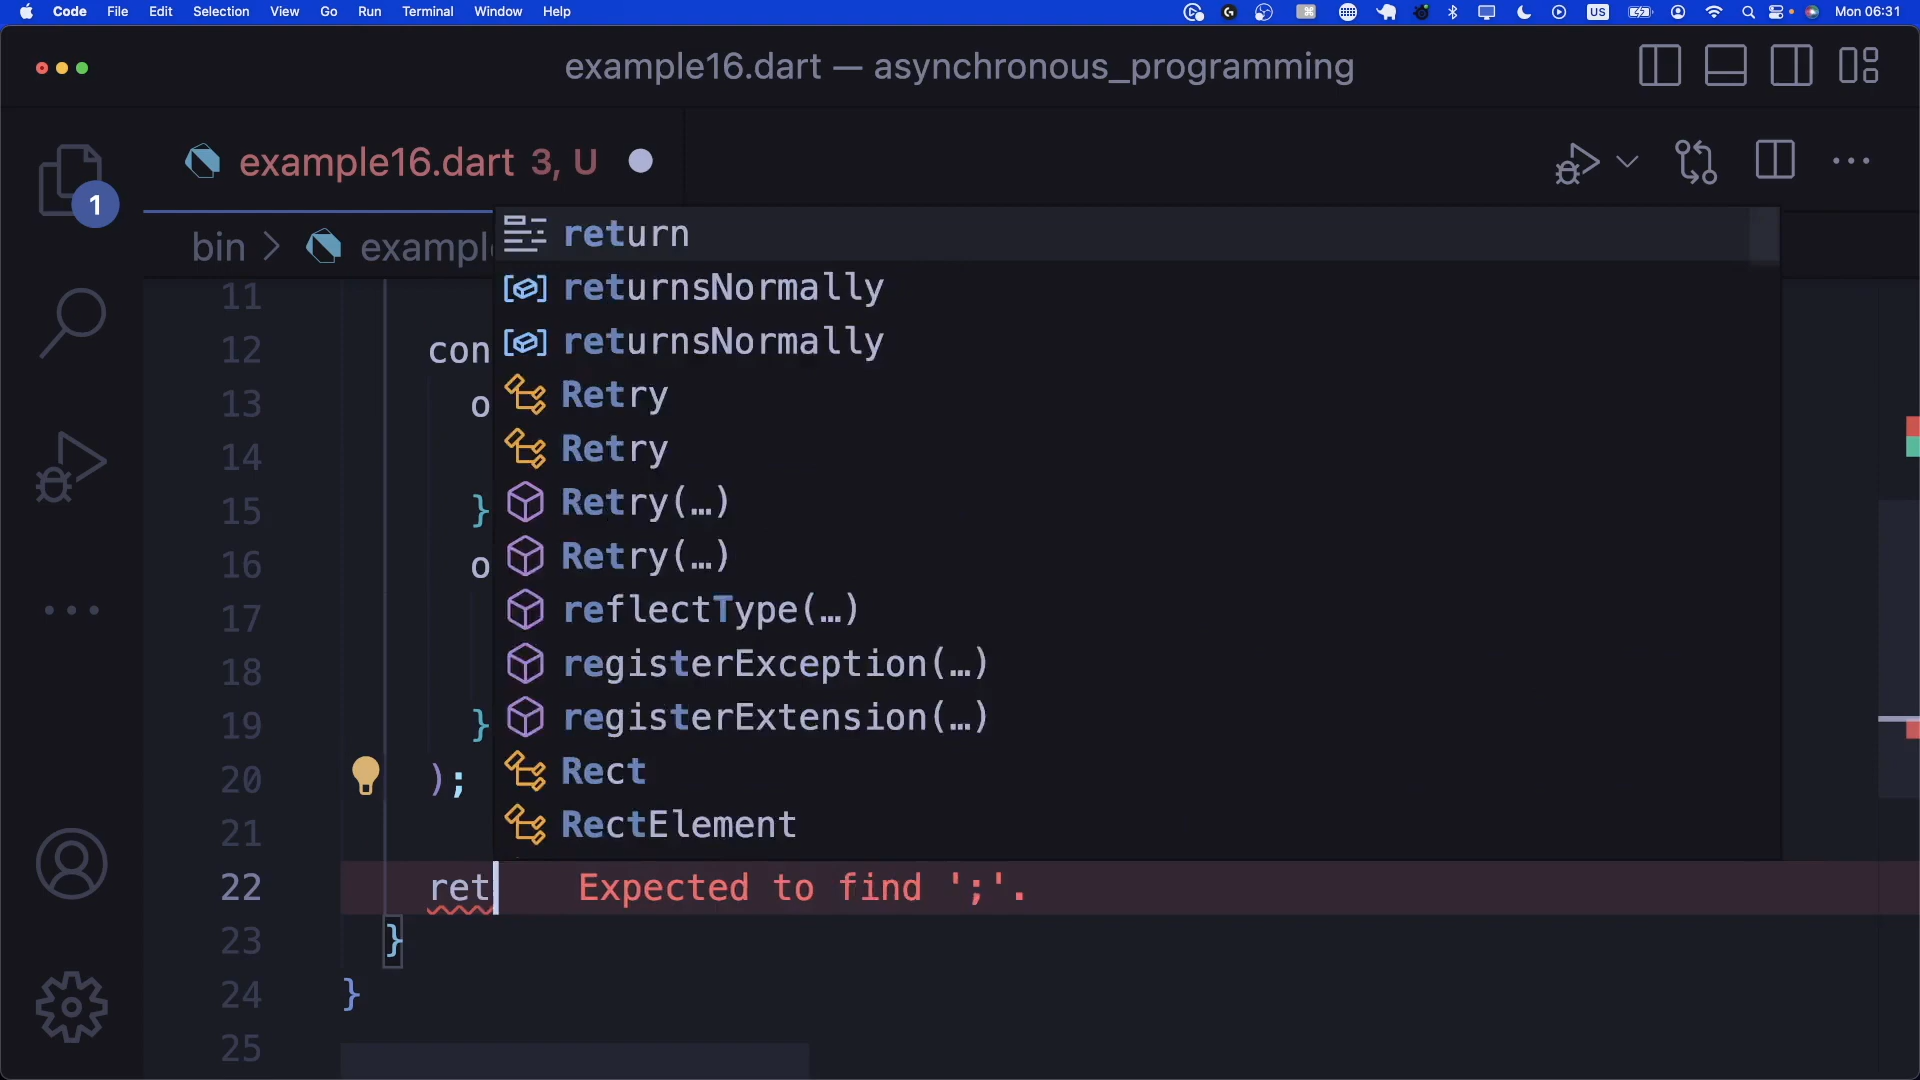 Code File Edit Selection View Go Run Terminal Window Help US Mon 06:31
example16.dart — asynchronous_programming
example16.dart 3, U
1
bin > exampl
return
returnsNormally
returnsNormally
Retry
Retry
Retry(…)
Retry(…)
reflectType(…)
registerException(…)
registerExtension(…)
Rect
RectElement
11
12 con
13 o
14
15 }
16 o
17
18
19 }
20 );
21
22 ret Expected to find ';'.
23 }
24 }
25